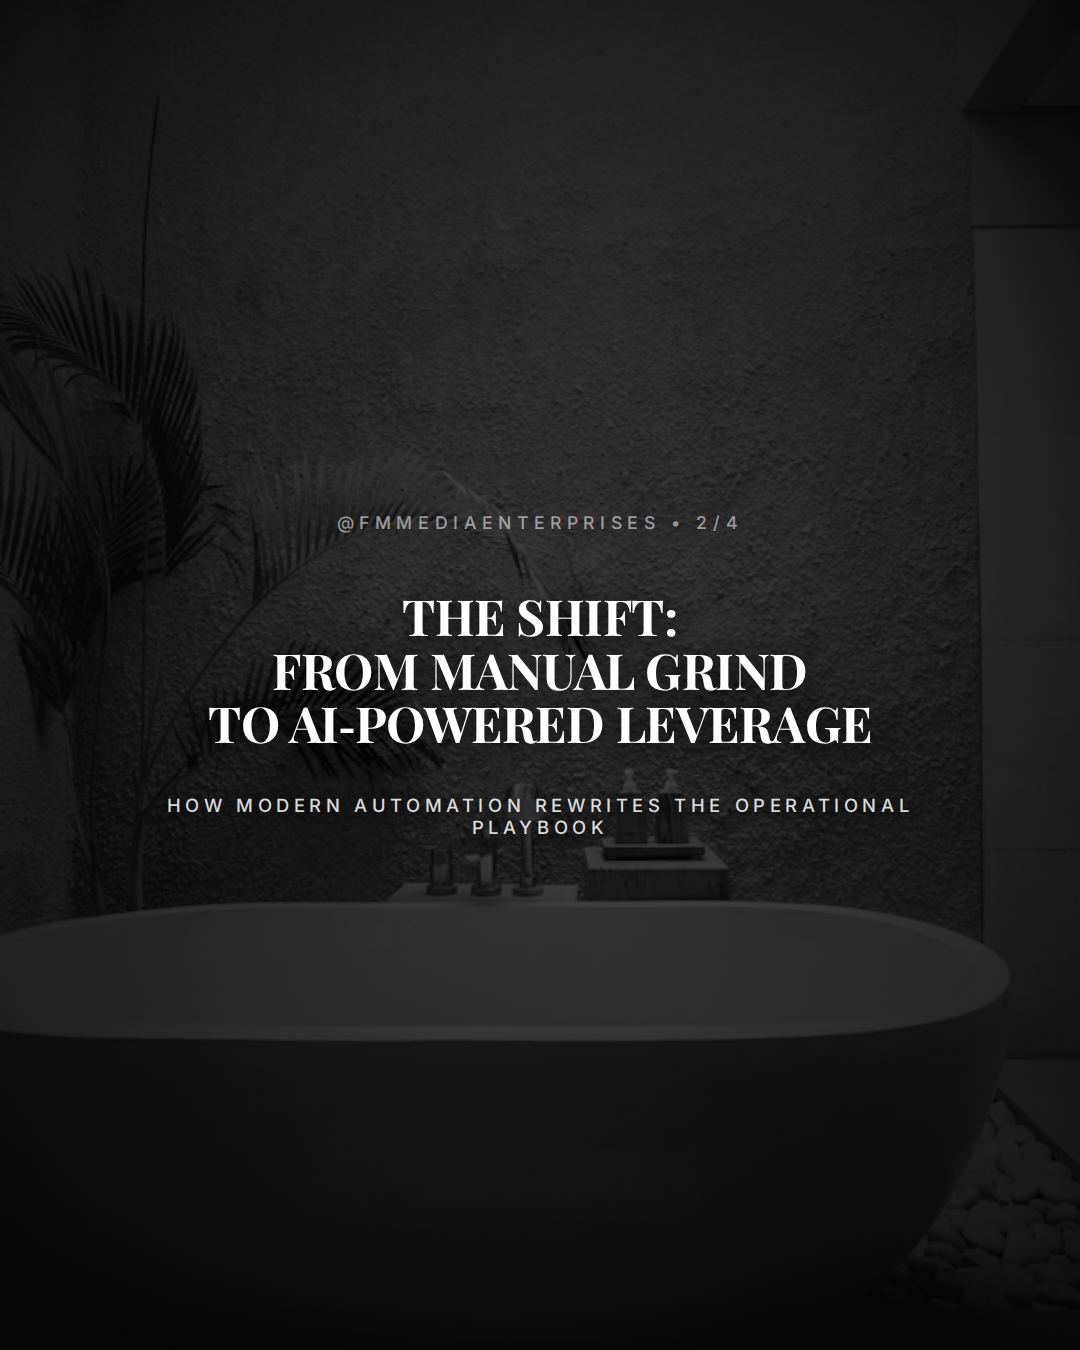 @FMMEDIAENTERPRISES • 2/4
THE SHIFT:
FROM MANUAL GRIND
TO AI-POWERED LEVERAGE
HOW MODERN AUTOMATION REWRITES THE OPERATIONAL
PLAYBOOK